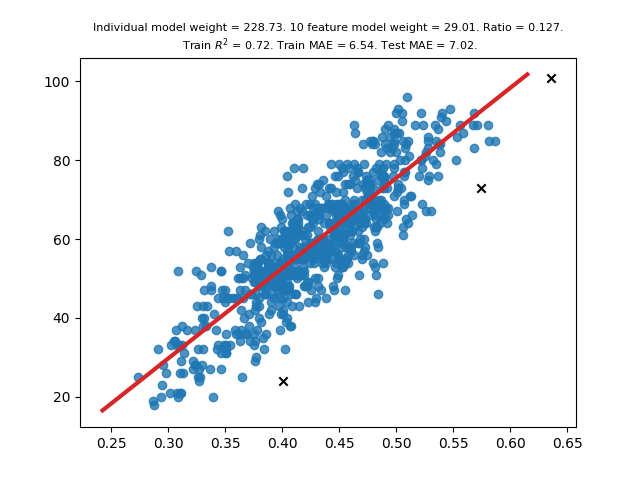 Individual model weight = 228.73. 10 feature model weight = 29.01. Ratio = 0.127.
Train R² = 0.72. Train MAE = 6.54. Test MAE = 7.02.
100
80
60
40
20
0.25 0.30 0.35 0.40 0.45 0.50 0.55 0.60 0.65